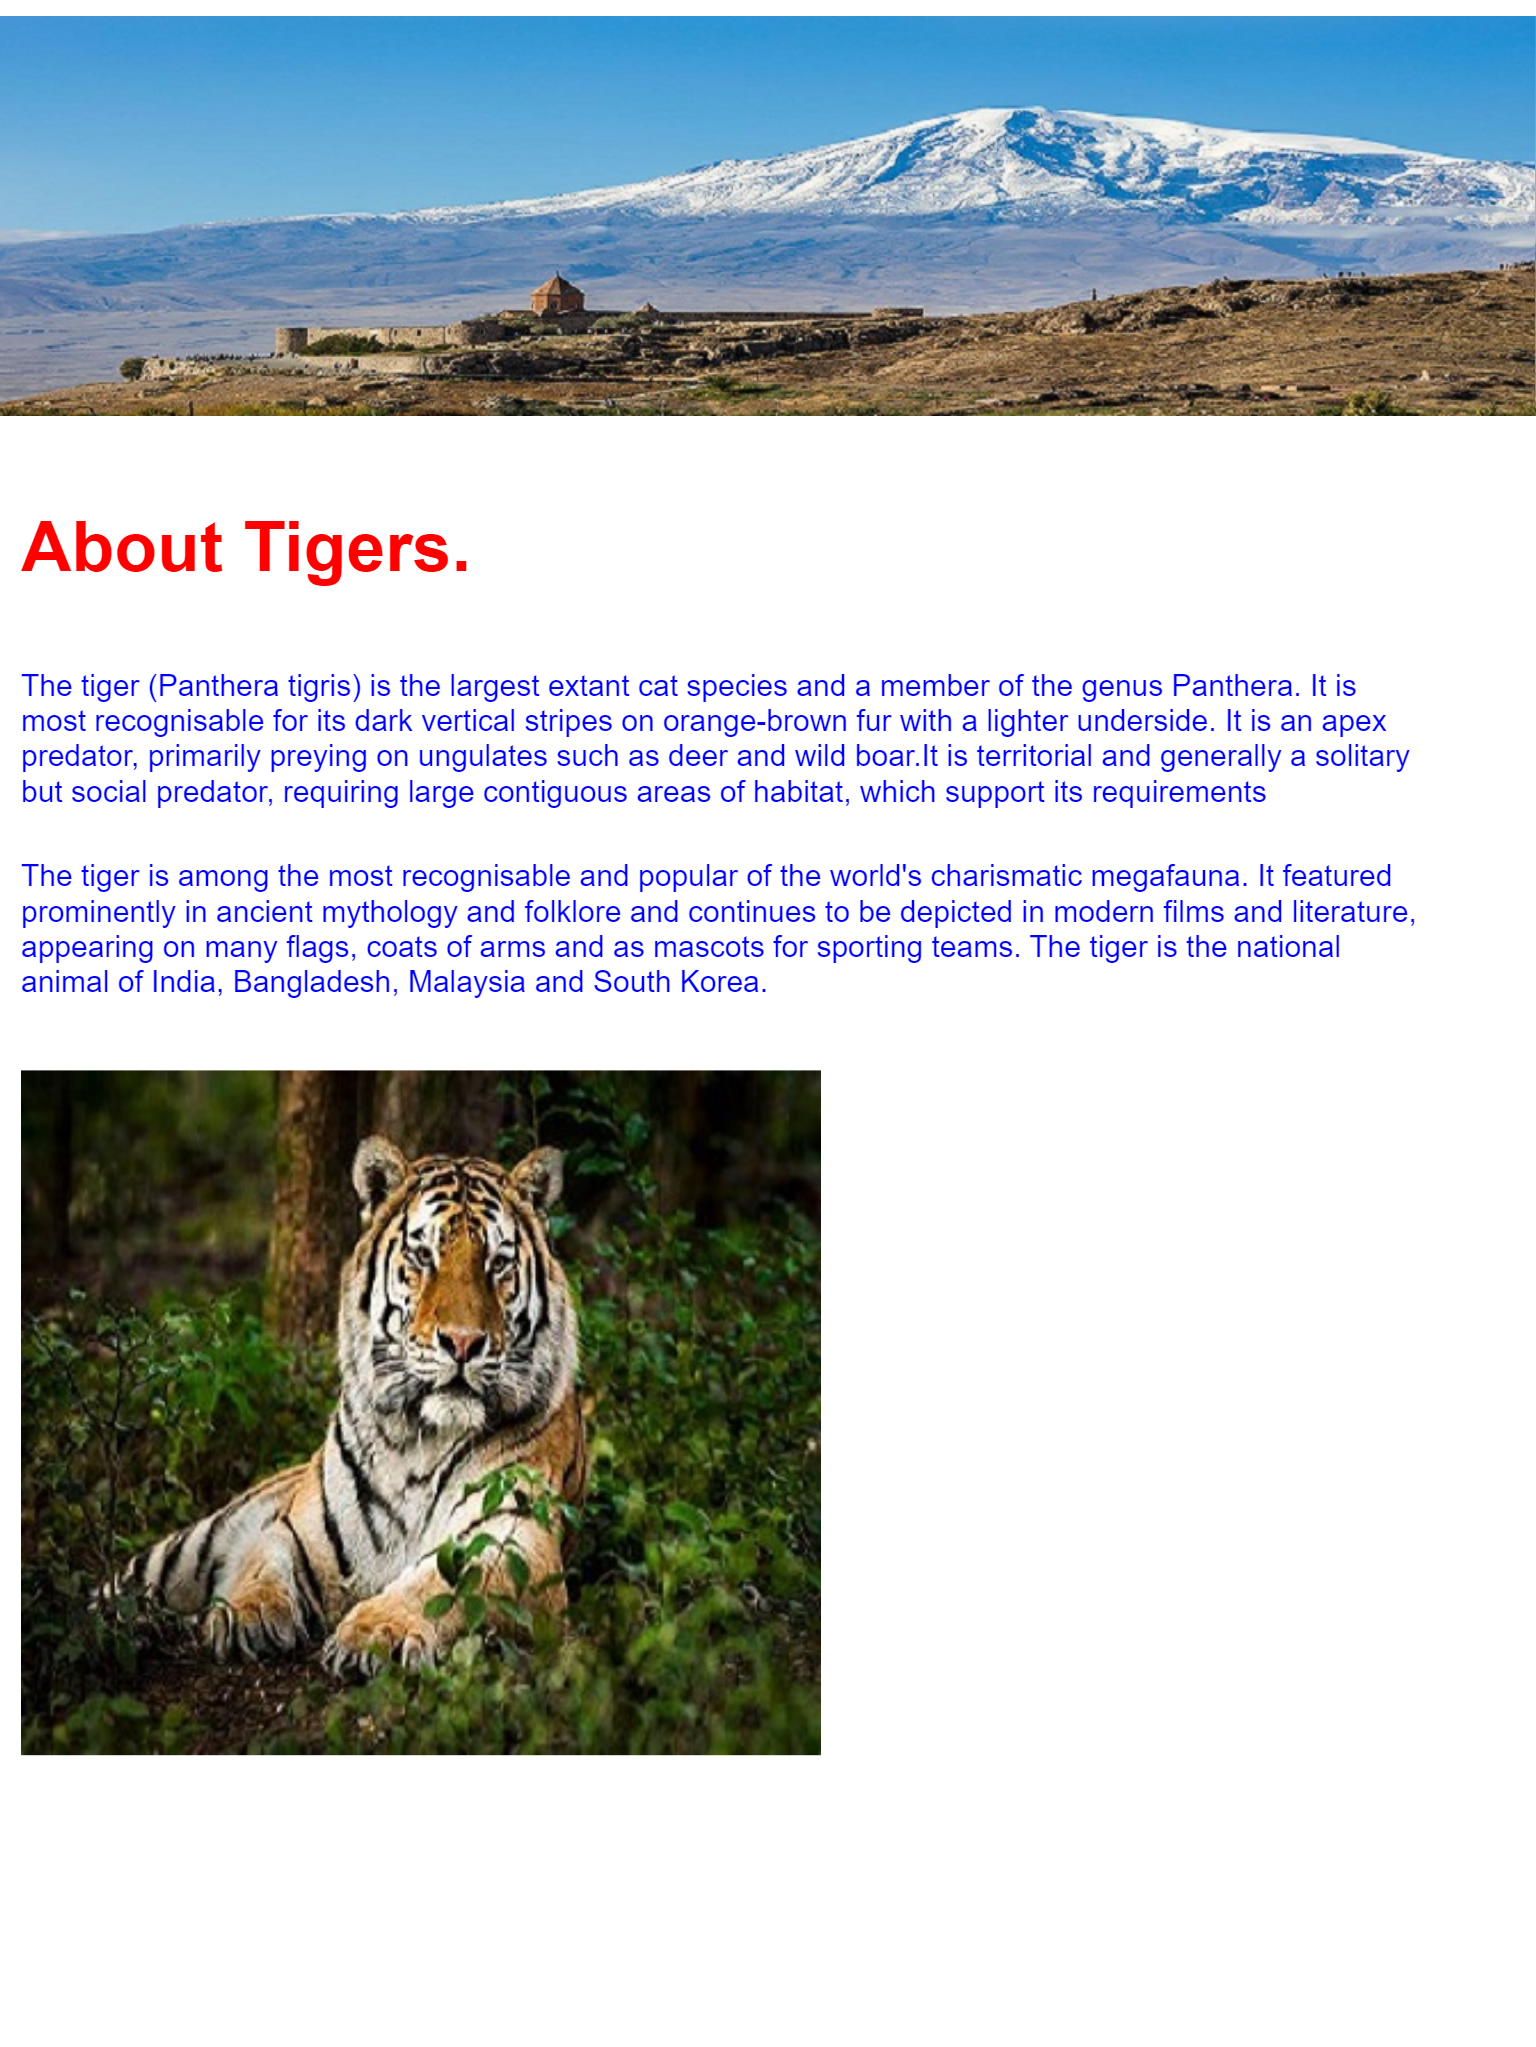 About Tigers.
The tiger (Panthera tigris) is the largest extant cat species and a member of the genus Panthera. It is
most recognisable for its dark vertical stripes on orange-brown fur with a lighter underside. It is an apex
predator, primarily preying on ungulates such as deer and wild boar.It is territorial and generally a solitary
but social predator, requiring large contiguous areas of habitat, which support its requirements
The tiger is among the most recognisable and popular of the world's charismatic megafauna. It featured
prominently in ancient mythology and folklore and continues to be depicted in modern films and literature,
appearing on many flags, coats of arms and as mascots for sporting teams. The tiger is the national
animal of India, Bangladesh, Malaysia and South Korea.